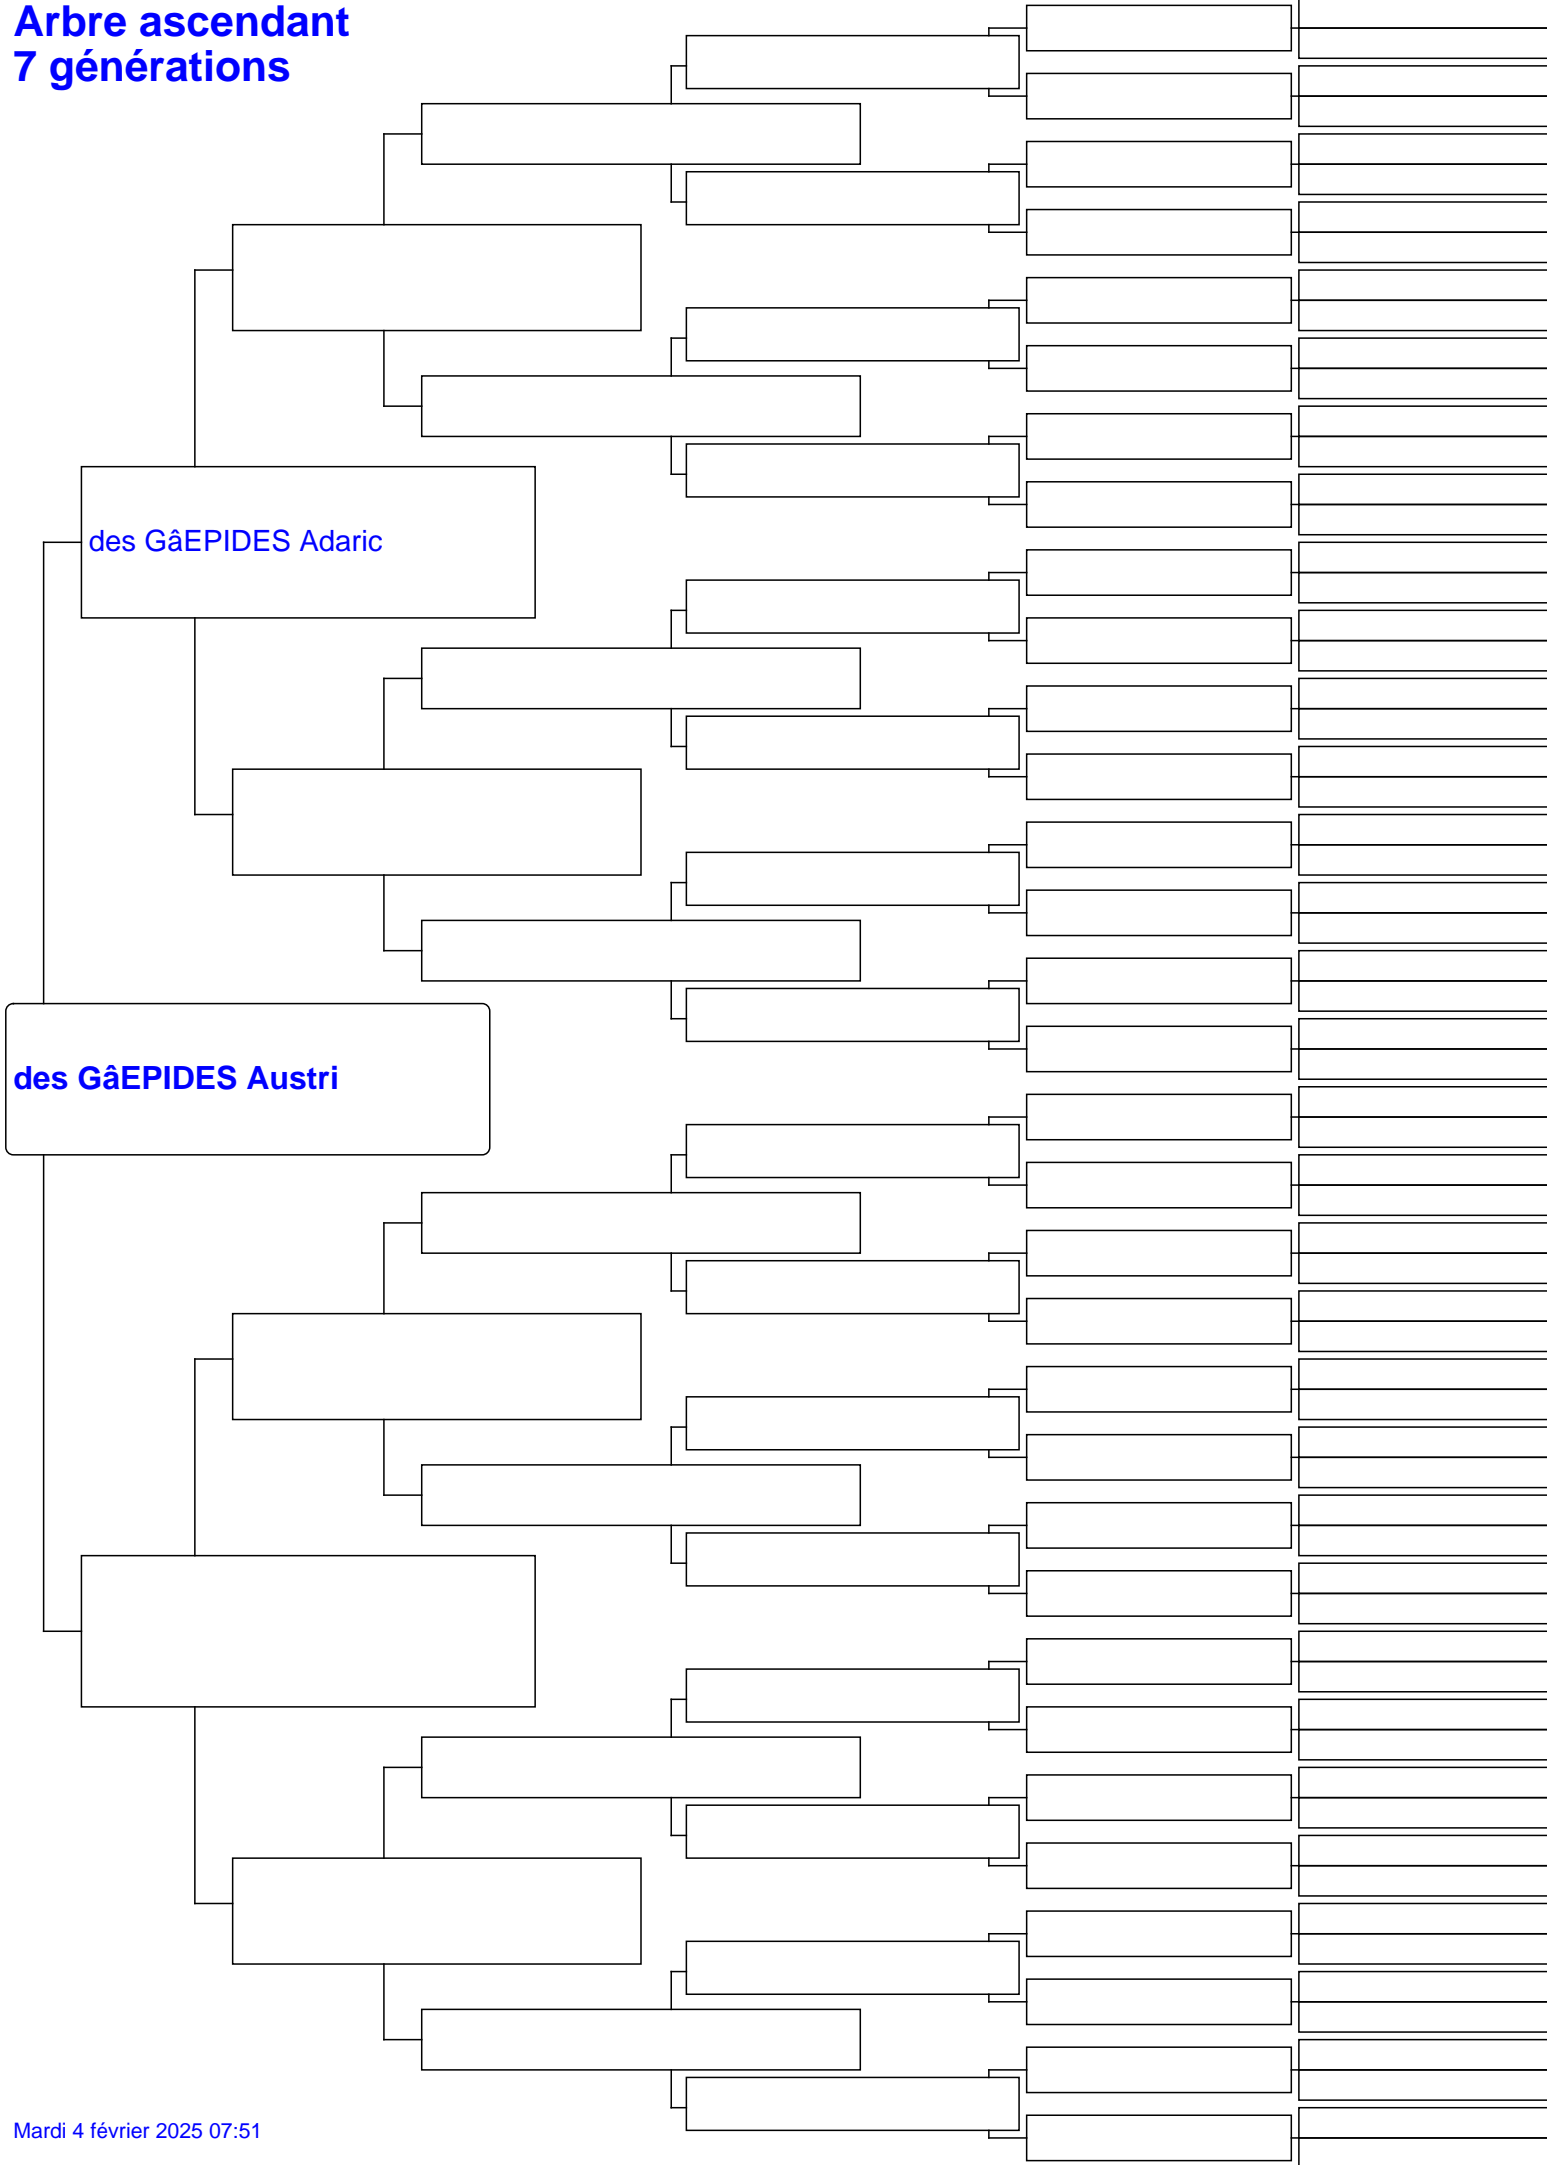 Arbre ascendant
7 générations
des GâEPIDES Adaric
des GâEPIDES Austri
Mardi 4 février 2025 07:51